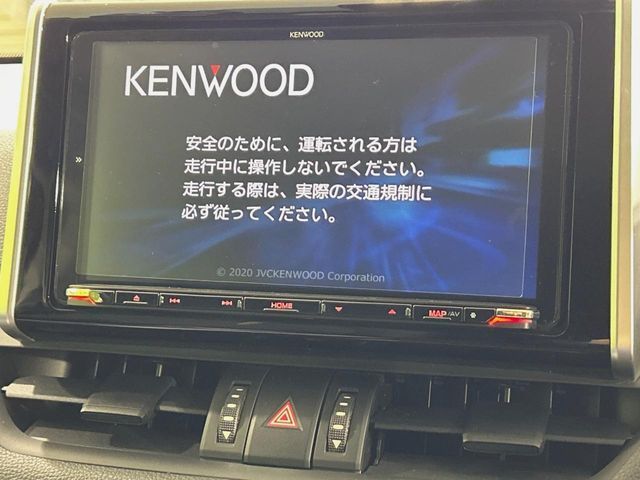 KENWOOD
KENWOOD
安全のために、運転される方は
走行中に操作しないでください。
走行する際は、実際の交通規制に
必ず従ってください。
© 2020 JVCKENWOOD Corporation
HOME
MAP/AV